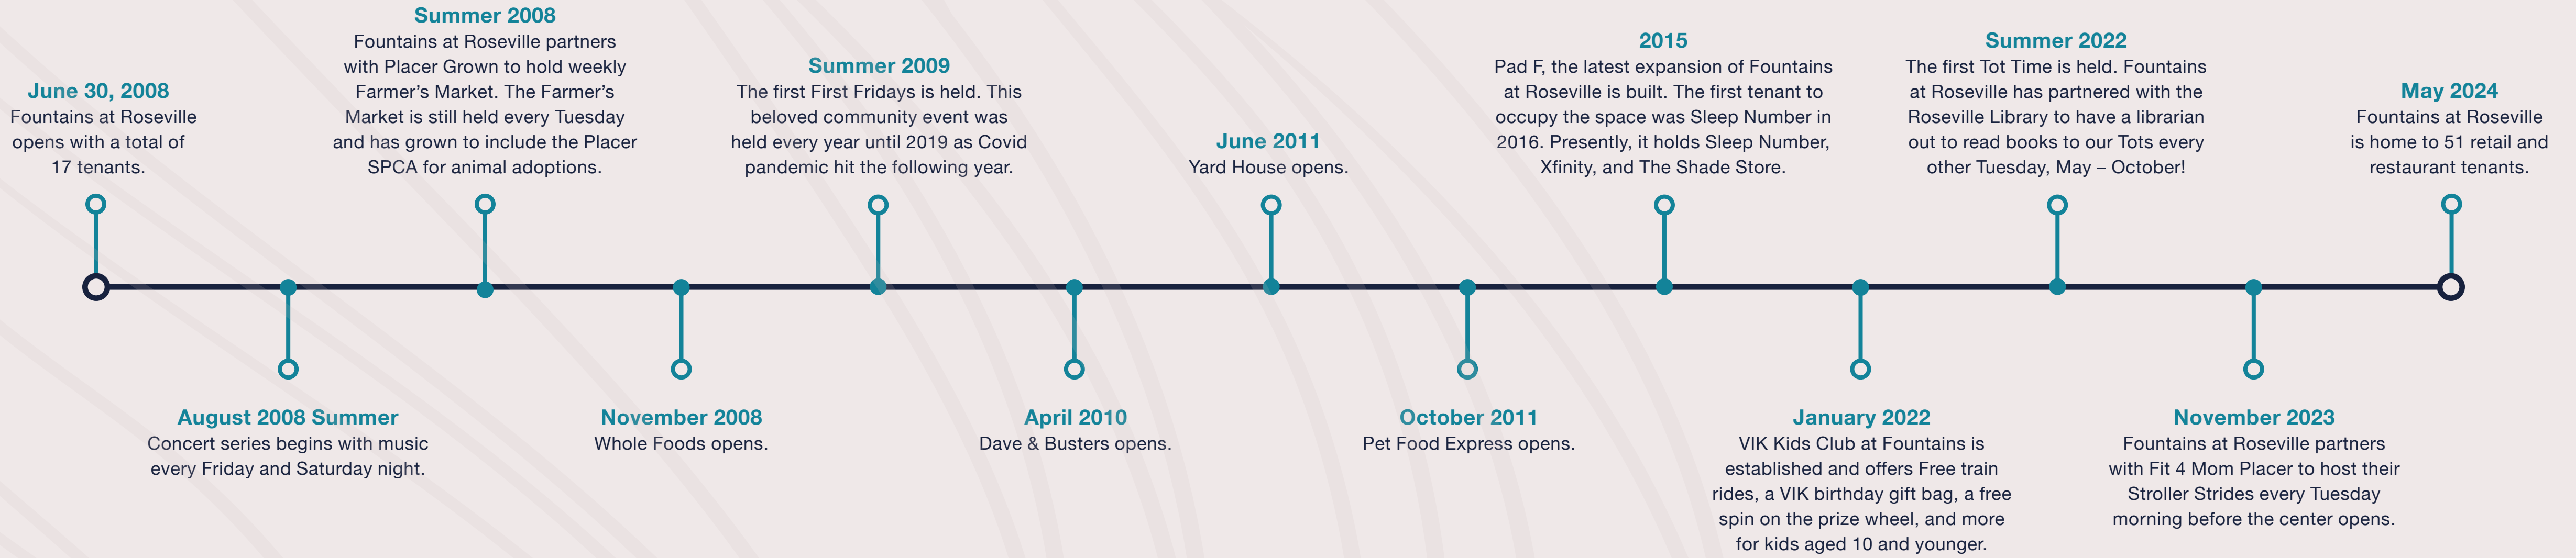 June 30, 2008
Fountains at Roseville
opens with a total of
17 tenants.
August 2008 Summer
Concert series begins with music
every Friday and Saturday night.
Summer 2008
Fountains at Roseville partners
with Placer Grown to hold weekly
Farmer’s Market. The Farmer’s
Market is still held every Tuesday
and has grown to include the Placer
SPCA for animal adoptions.
November 2008
Whole Foods opens.
Summer 2009
The first First Fridays is held. This
beloved community event was
held every year until 2019 as Covid
pandemic hit the following year.
April 2010
Dave & Busters opens.
June 2011
Yard House opens.
October 2011
Pet Food Express opens.
2015
Pad F, the latest expansion of Fountains
at Roseville is built. The first tenant to
occupy the space was Sleep Number in
2016. Presently, it holds Sleep Number,
Xfinity, and The Shade Store.
January 2022
VIK Kids Club at Fountains is
established and offers Free train
rides, a VIK birthday gift bag, a free
spin on the prize wheel, and more
for kids aged 10 and younger.
Summer 2022
The first Tot Time is held. Fountains
at Roseville has partnered with the
Roseville Library to have a librarian
out to read books to our Tots every
other Tuesday, May – October!
November 2023
Fountains at Roseville partners
with Fit 4 Mom Placer to host their
Stroller Strides every Tuesday
morning before the center opens.
May 2024
Fountains at Roseville
is home to 51 retail and
restaurant tenants.